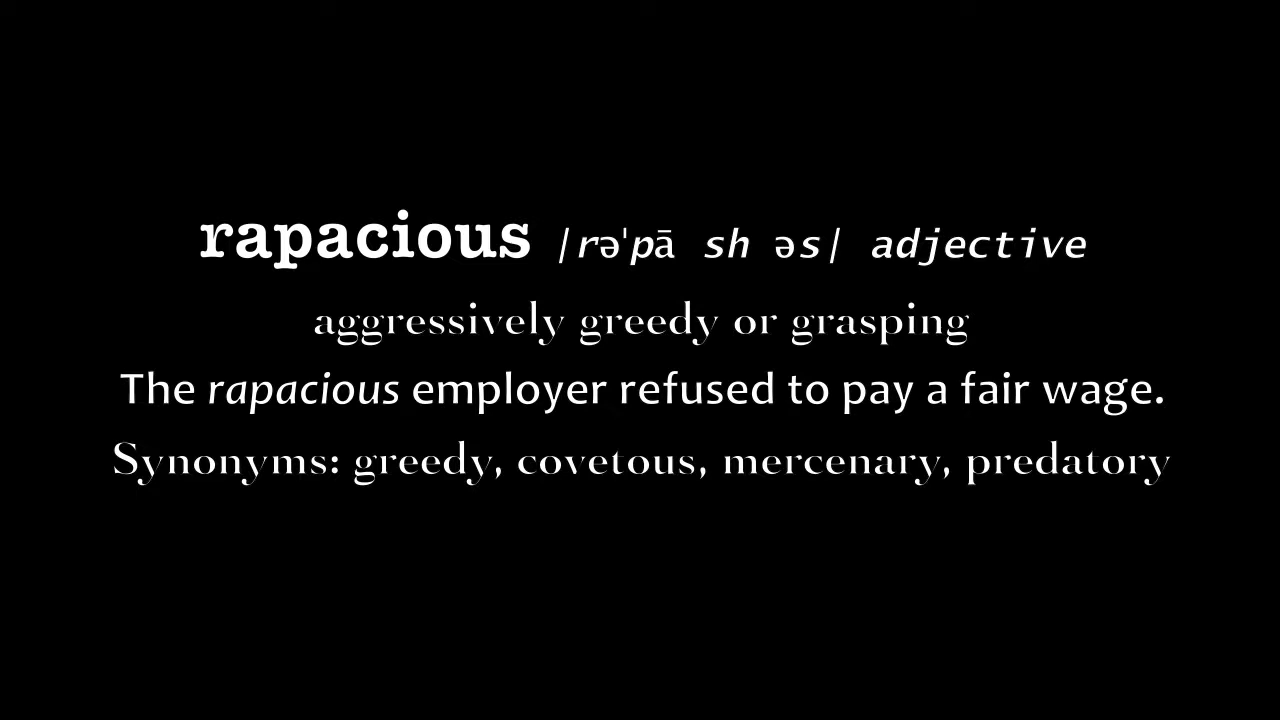 rapacious |rəˈpā sh əs| adjective
aggressively greedy or grasping
The rapacious employer refused to pay a fair wage.
Synonyms: greedy, covetous, mercenary, predatory